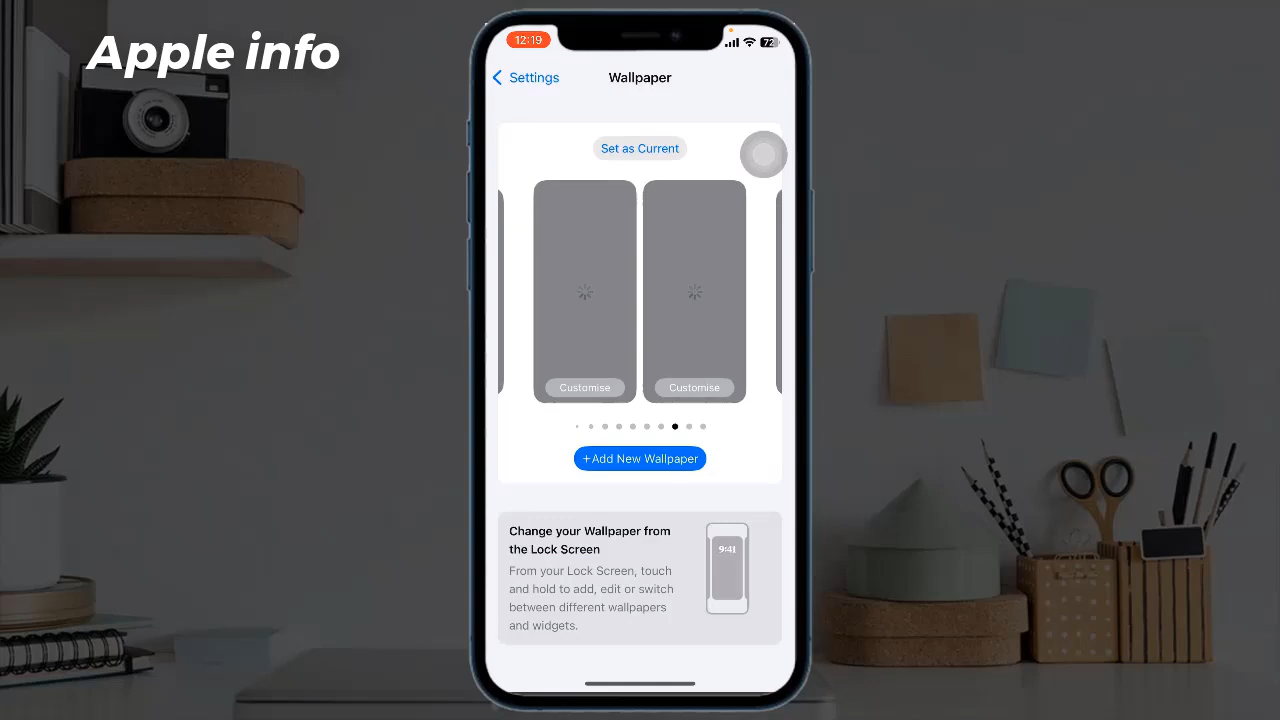 Apple info
12:19
72
Settings
Wallpaper
Set as Current
Customise
Customise
+Add New Wallpaper
Change your Wallpaper from
the Lock Screen
9:41
From your Lock Screen, touch
and hold to add, edit or switch
between different wallpapers
and widgets.